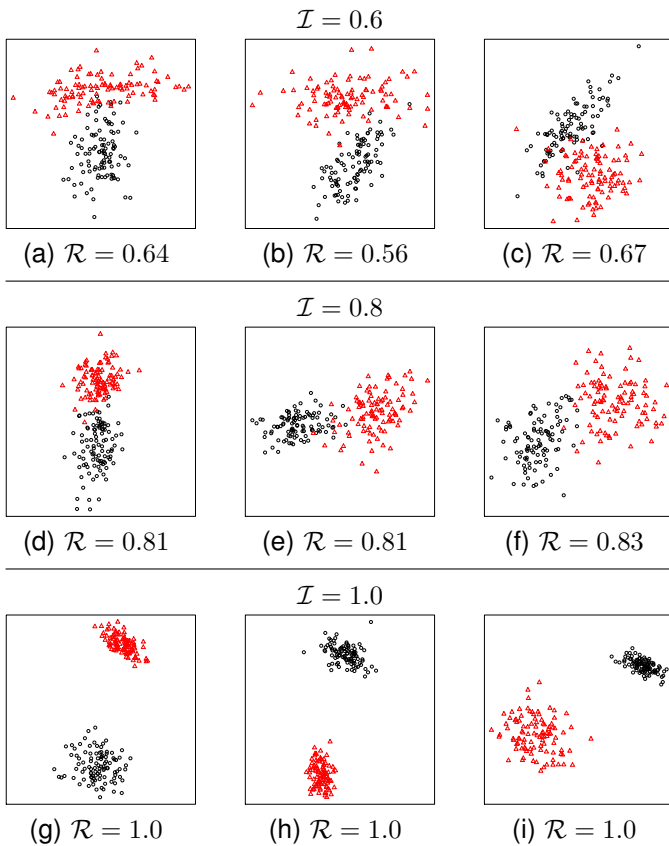 𝓘 = 0.6
(a) 𝓡 = 0.64 (b) 𝓡 = 0.56 (c) 𝓡 = 0.67
𝓘 = 0.8
(d) 𝓡 = 0.81 (e) 𝓡 = 0.81 (f) 𝓡 = 0.83
𝓘 = 1.0
(g) 𝓡 = 1.0 (h) 𝓡 = 1.0 (i) 𝓡 = 1.0